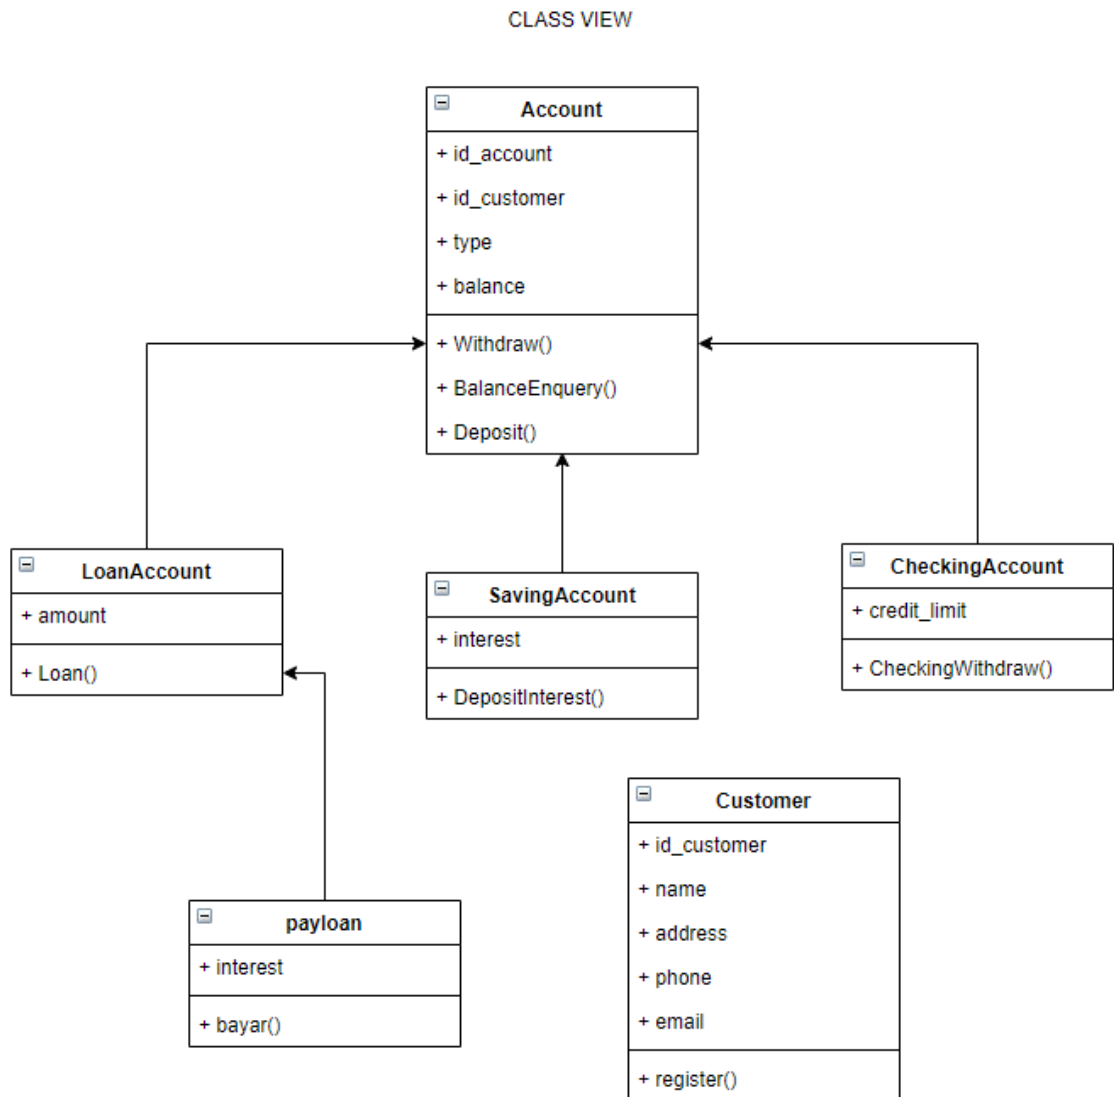 CLASS VIEW
Account
+ id_account
+ id_customer
+ type
+ balance
+ Withdraw()
+ BalanceEnquery()
+ Deposit()
LoanAccount
+ amount
+ Loan()
SavingAccount
+ interest
+ DepositInterest()
CheckingAccount
+ credit_limit
+ CheckingWithdraw()
payloan
+ interest
+ bayar()
Customer
+ id_customer
+ name
+ address
+ phone
+ email
+ register()